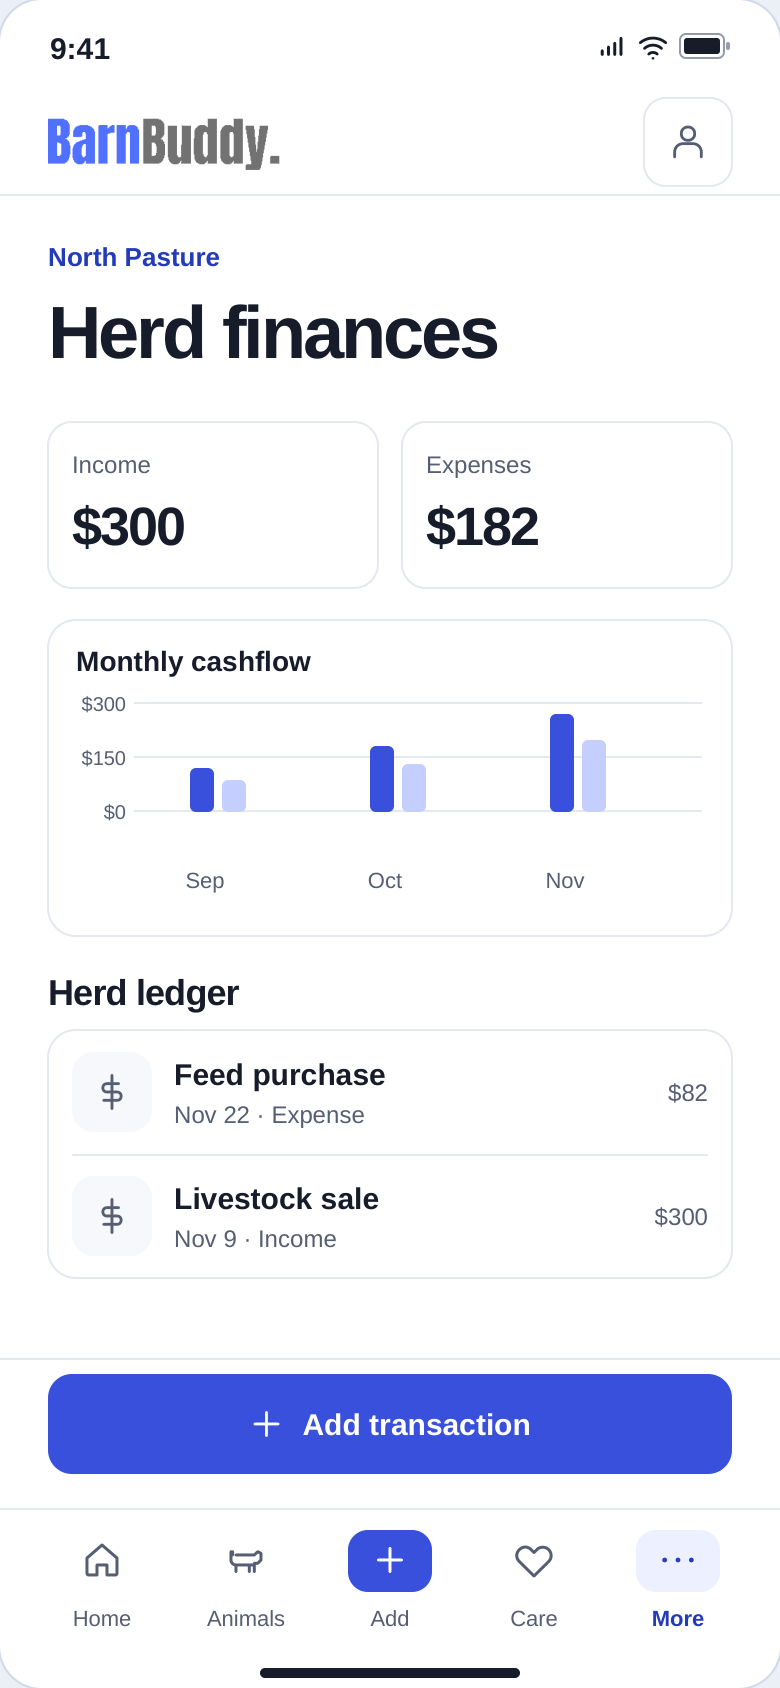 9:41
BarnBuddy.
North Pasture
Herd finances
Income
$300
Expenses
$182
Monthly cashflow
$300
$150
$0
Sep Oct Nov
Herd ledger
Feed purchase
Nov 22 · Expense
$82
Livestock sale
Nov 9 · Income
$300
Add transaction
Home Animals Add Care More